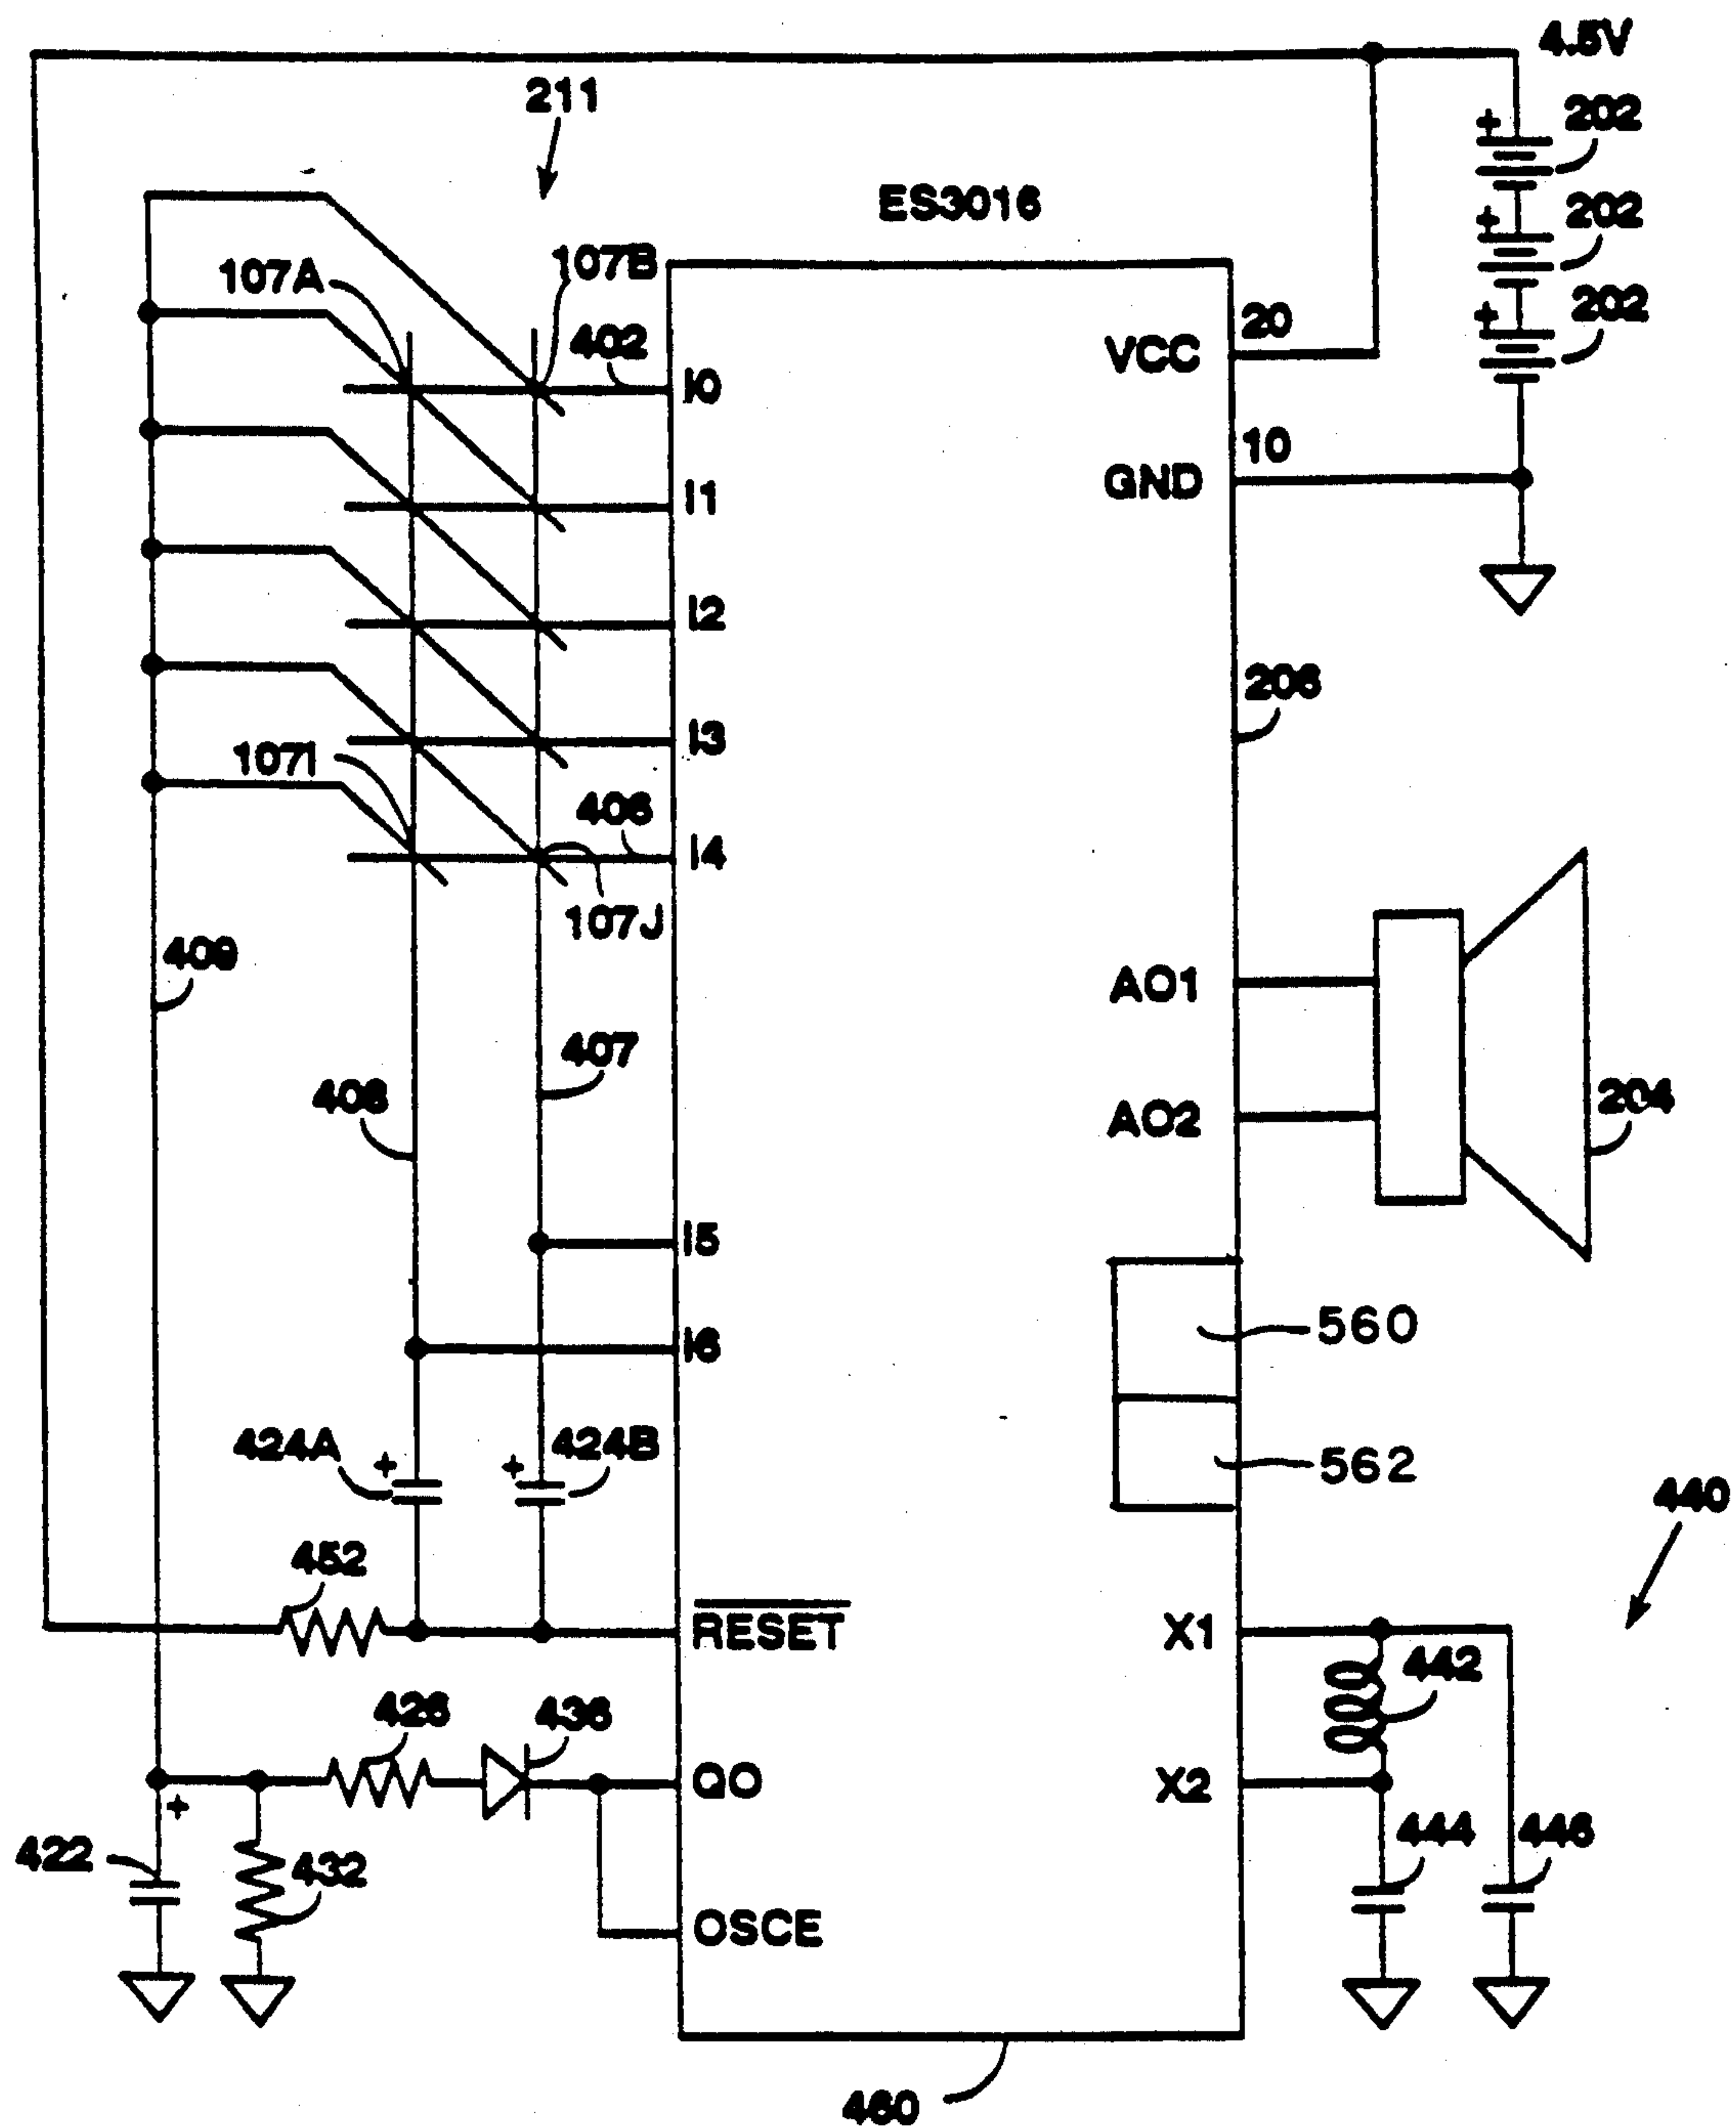 4.5V
211
+ 202
ES3016
+ 202
107A
107B
+ 202
20
402
VCC
I0
10
GND
I1
I2
206
I3
107I
406
I4
107J
409
AO1
407
408
204
AO2
I5
560
I6
424A
+
+
424B
562
440
452
RESET
X1
442
426
436
QO
X2
+
422
432
444
446
OSCE
460